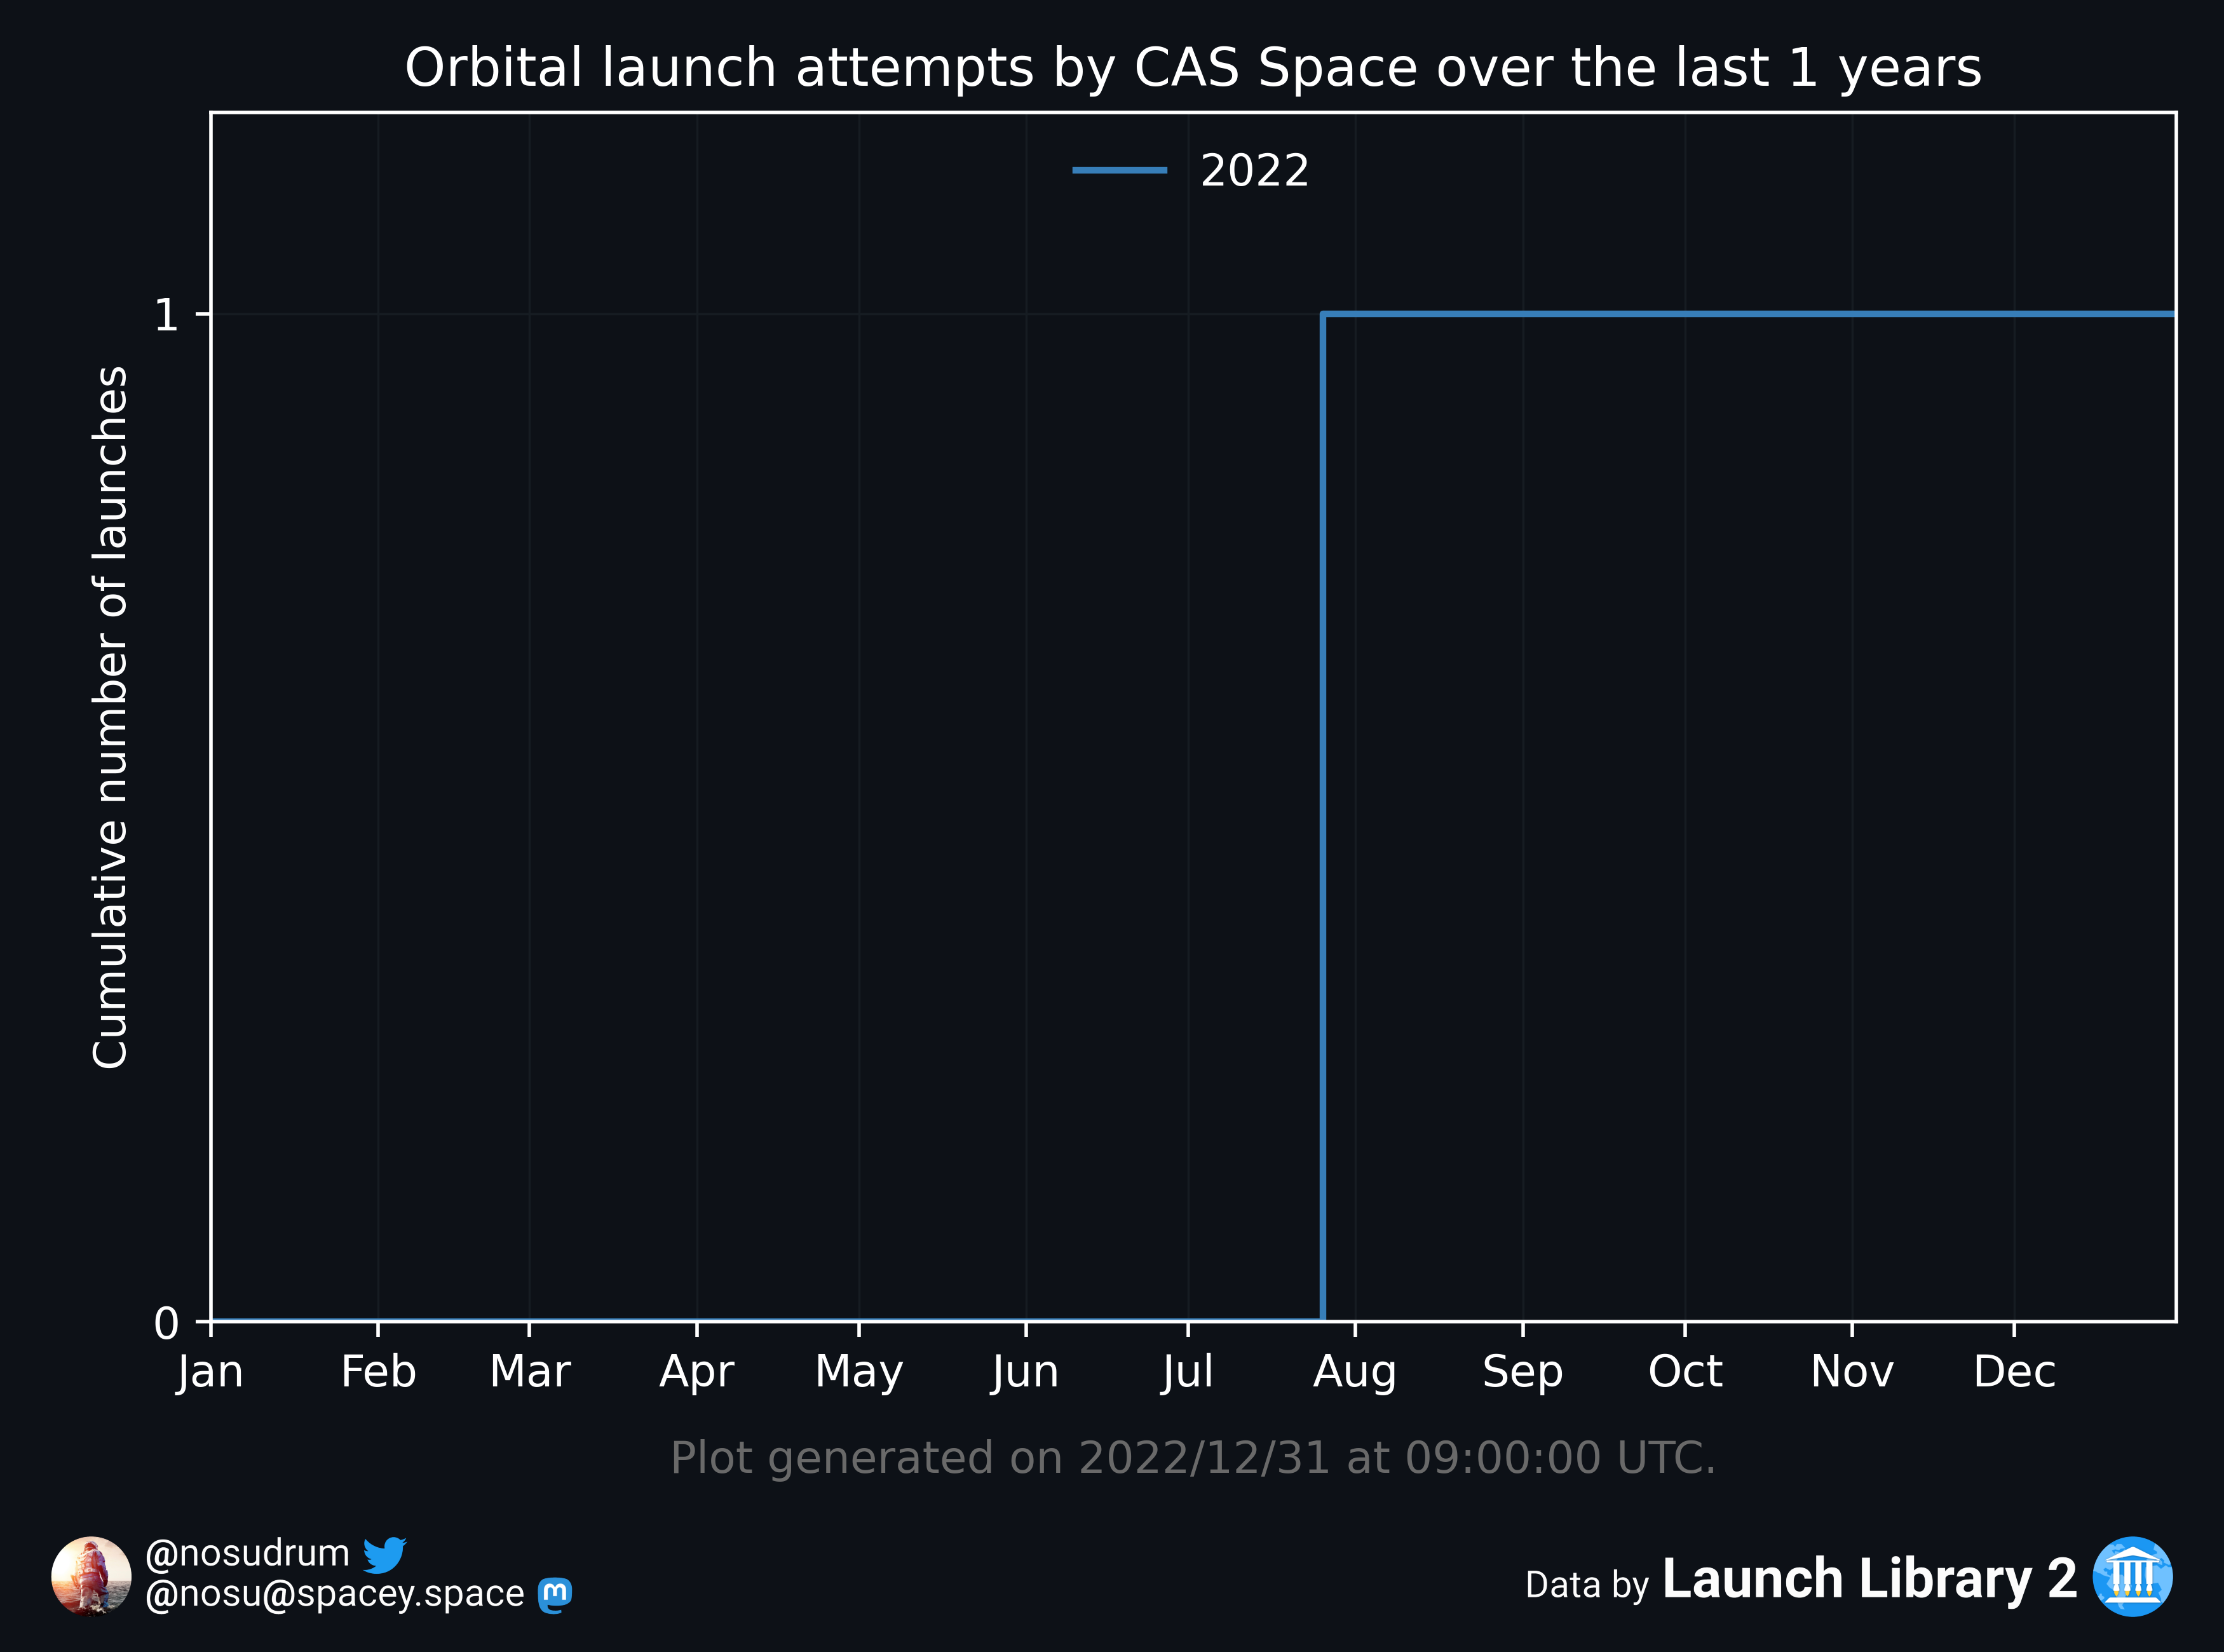 Orbital launch attempts by CAS Space over the last 1 years
2022
1
Cumulative number of launches
0
Jan Feb Mar Apr May Jun Jul Aug Sep Oct Nov Dec
Plot generated on 2022/12/31 at 09:00:00 UTC.
@nosudrum
@nosu@spacey.space
Data by Launch Library 2